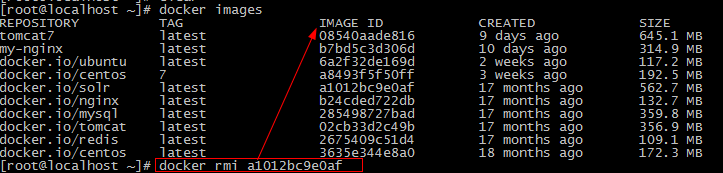 [root@localhost ~]# docker images
REPOSITORY TAG IMAGE ID CREATED SIZE
tomcat7 latest 08540aade816 9 days ago 645.1 MB
my-nginx latest b7bd5c3d306d 10 days ago 314.9 MB
docker.io/ubuntu latest 6a2f32de169d 2 weeks ago 117.2 MB
docker.io/centos 7 a8493f5f50ff 3 weeks ago 192.5 MB
docker.io/solr latest a1012bc9e0af 17 months ago 562.7 MB
docker.io/nginx latest b24cded722db 17 months ago 132.7 MB
docker.io/mysql latest 285498727bad 17 months ago 359.8 MB
docker.io/tomcat latest 02cb33d2c49b 17 months ago 356.9 MB
docker.io/redis latest 2675409c51d4 17 months ago 109.1 MB
docker.io/centos latest 3635e344e8a0 18 months ago 172.3 MB
[root@localhost ~]# docker rmi a1012bc9e0af